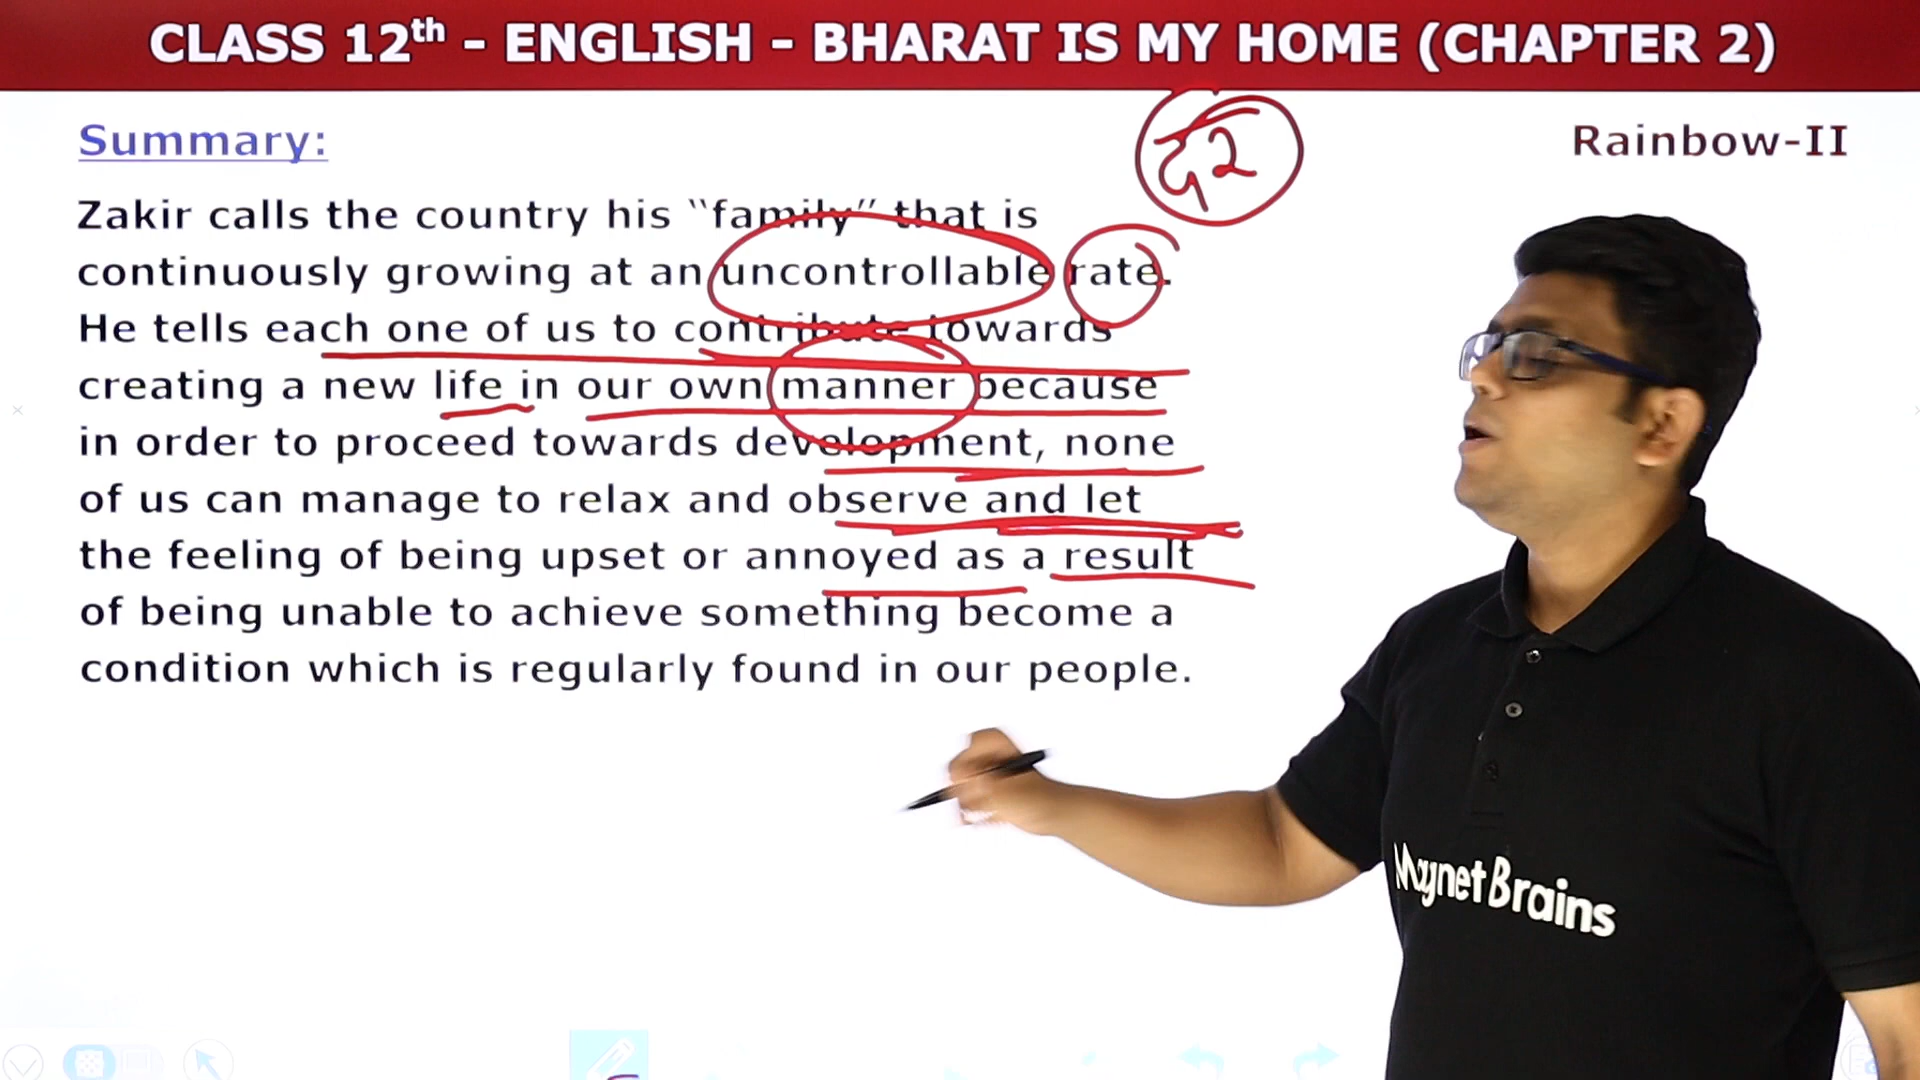 CLASS 12th - ENGLISH - BHARAT IS MY HOME (CHAPTER 2)
Summary:
Rainbow-II
Zakir calls the country his “family” that is
continuously growing at an uncontrollable rate.
He tells each one of us to contribute towards
creating a new life in our own manner because
in order to proceed towards development, none
of us can manage to relax and observe and let
the feeling of being upset or annoyed as a result
of being unable to achieve something become a
condition which is regularly found in our people.
Magnet Brains